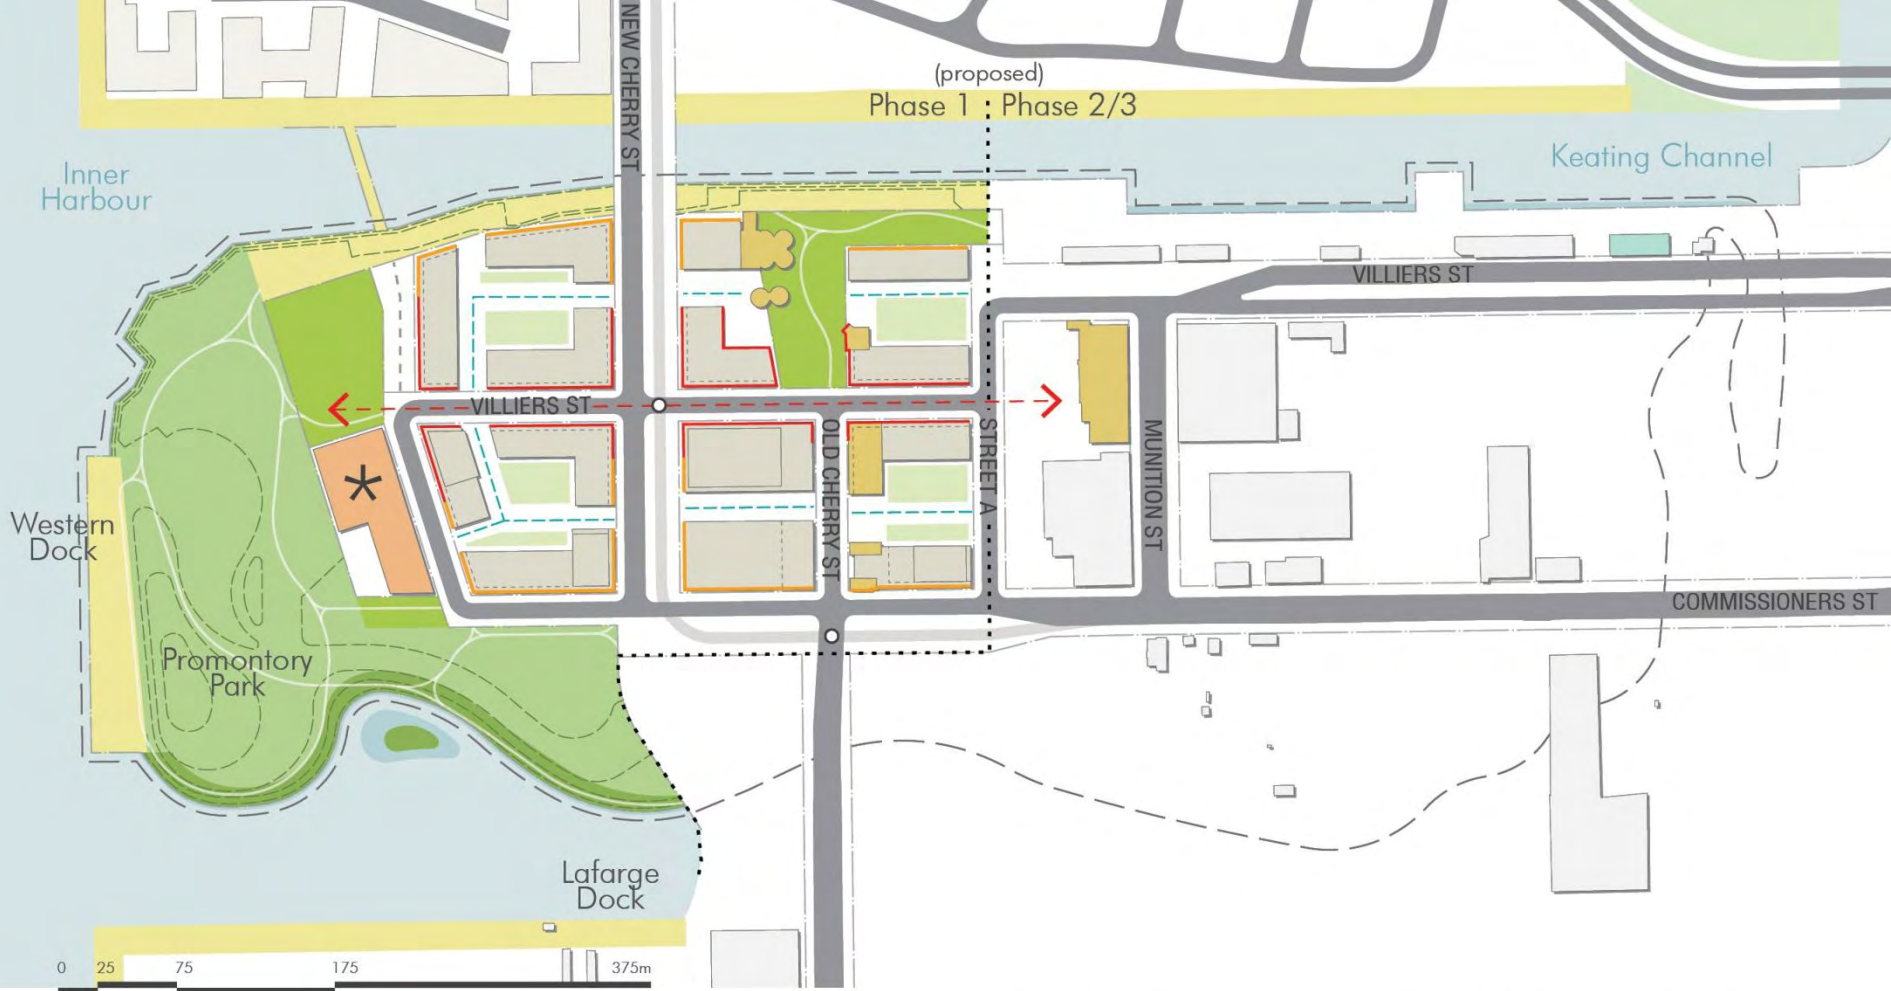 NEW CHERRY ST
(proposed)
Phase 1
Phase 2/3
Inner
Harbour
Keating Channel
VILLIERS ST
VILLIERS ST
OLD CHERRY ST
STREET A
MUNITION ST
*
Western
Dock
COMMISSIONERS ST
Promontory
Park
Lafarge
Dock
0 25 75 175 375m